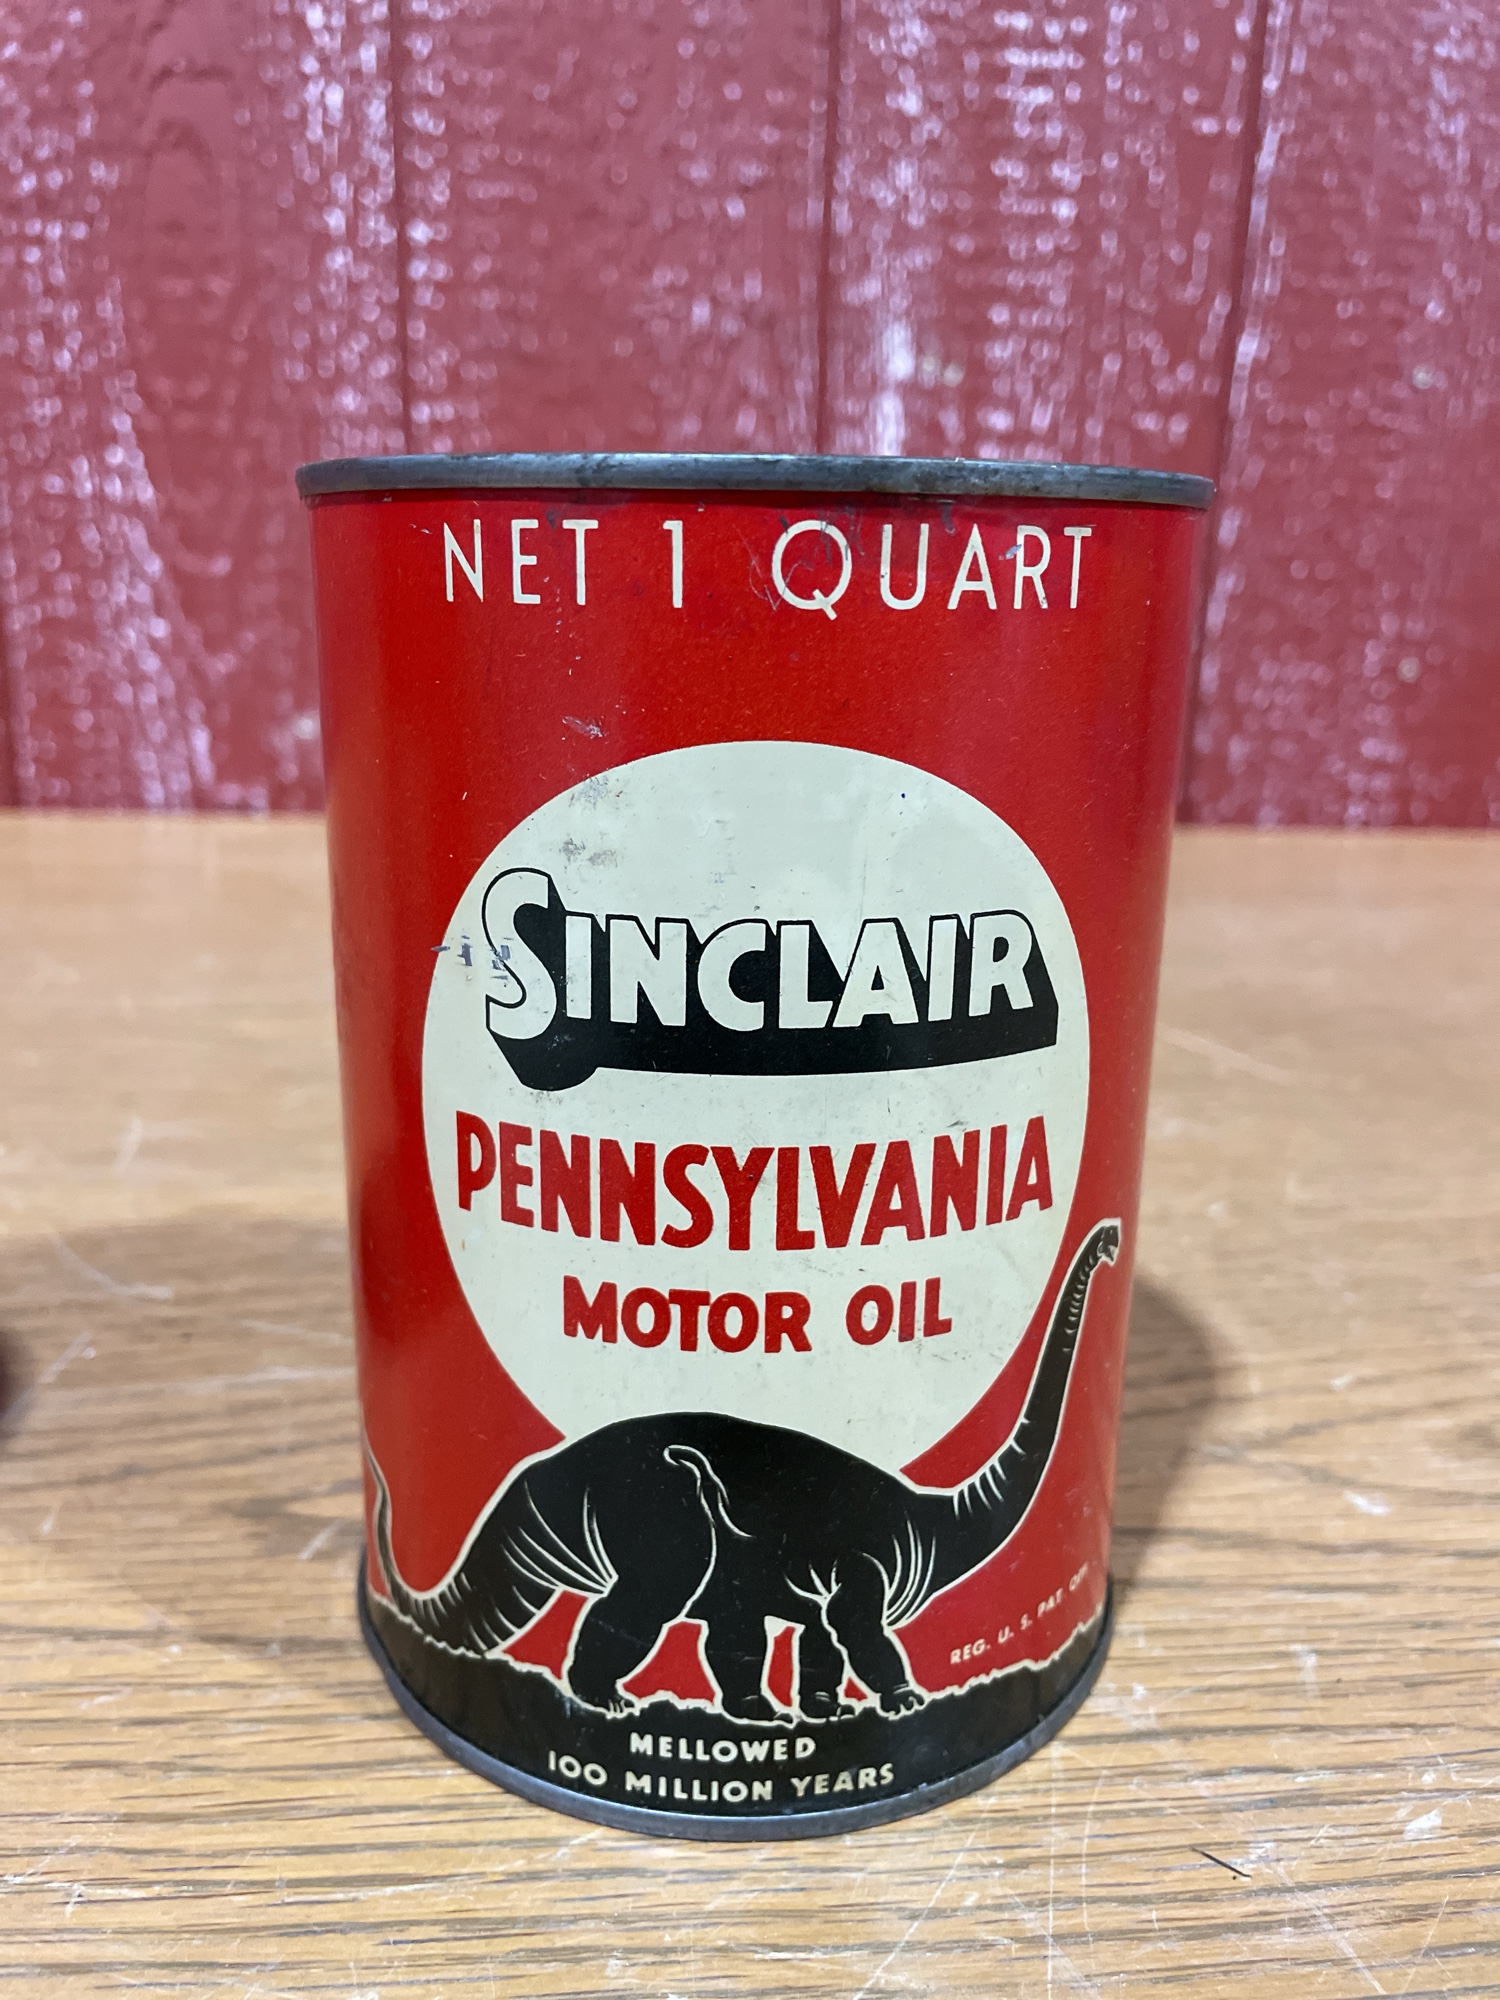 NET 1 QUART
SINCLAIR
PENNSYLVANIA
MOTOR OIL
REG. U. S. PAT. OFF.
MELLOWED
100 MILLION YEARS